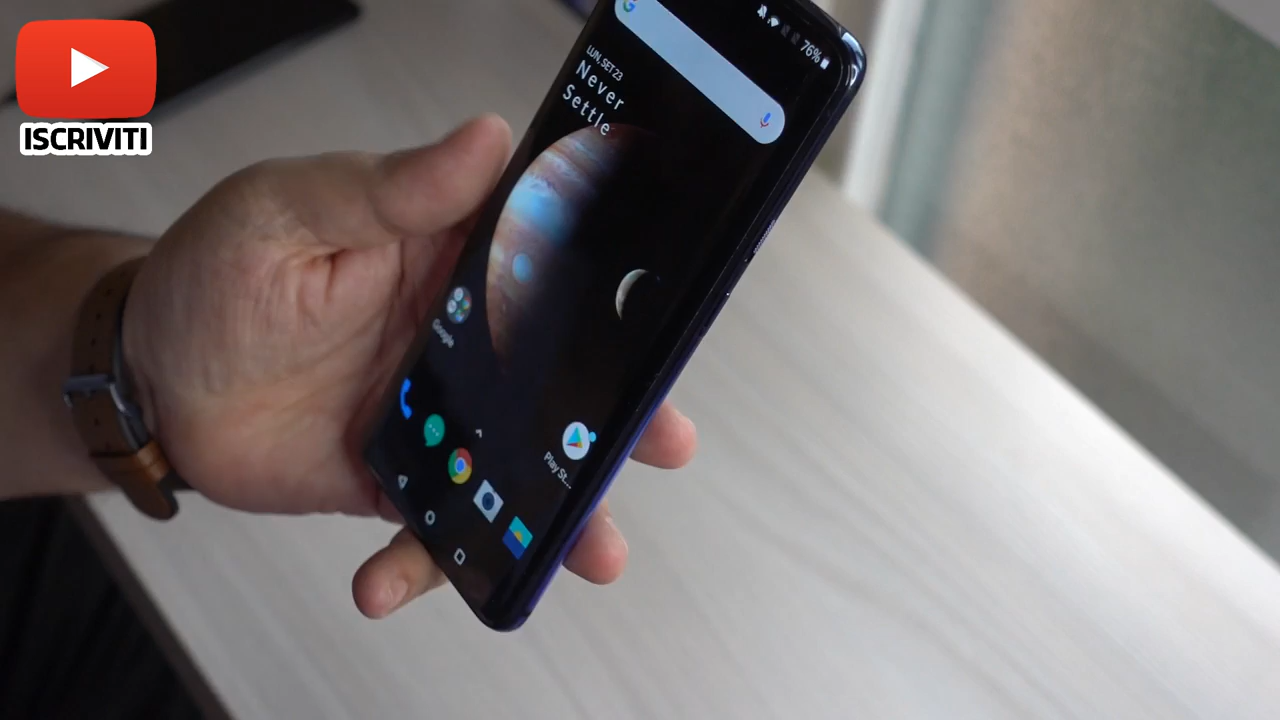 ISCRIVITI
76%
LUN, SET 23
Never
Settle
Google
Play St...